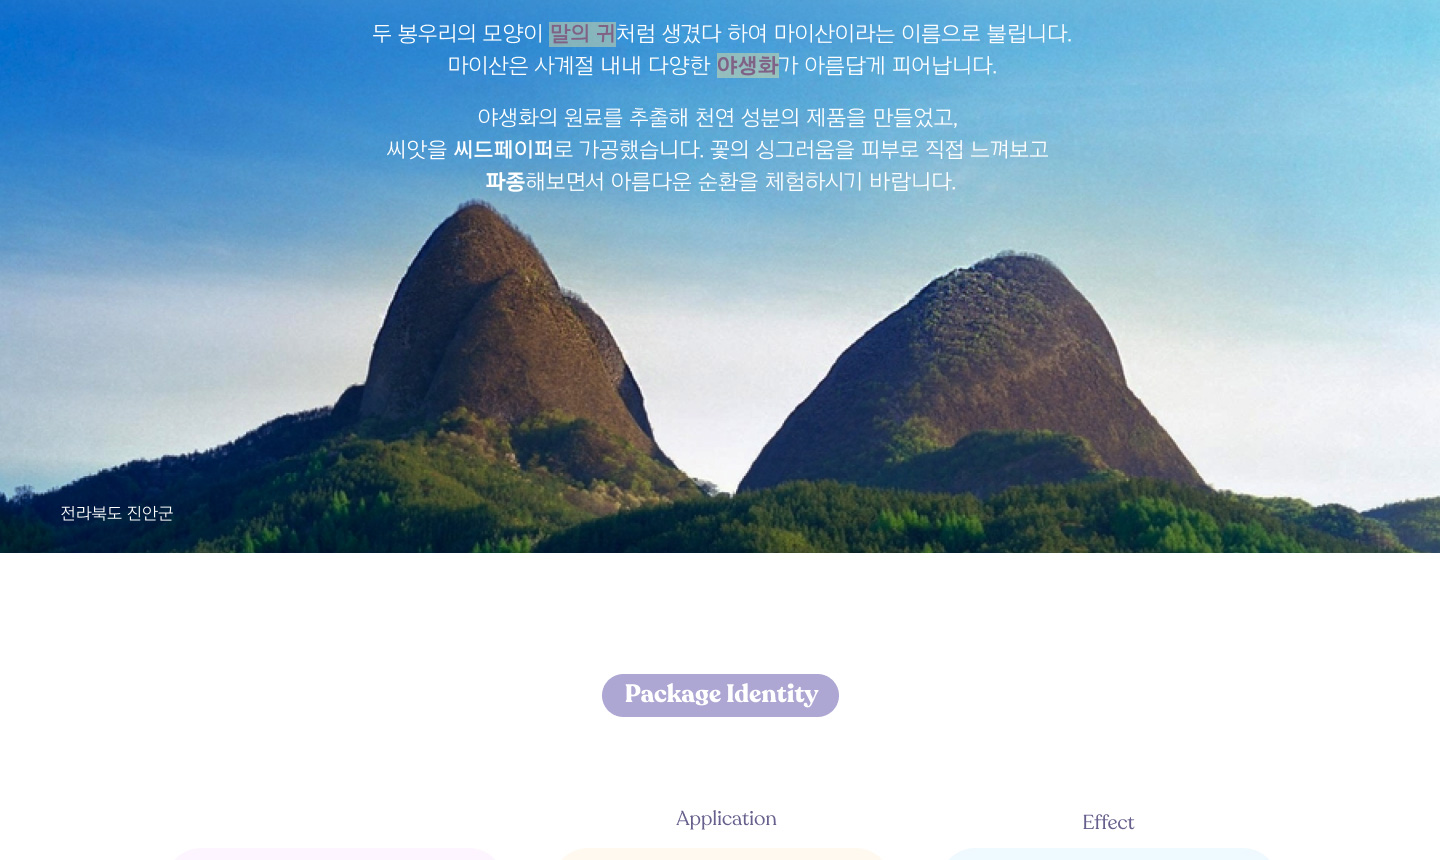 두 봉우리의 모양이 말의 귀처럼 생겼다 하여 마이산이라는 이름으로 불립니다.
마이산은 사계절 내내 다양한 야생화가 아름답게 피어납니다.
야생화의 원료를 추출해 천연 성분의 제품을 만들었고,
씨앗을 씨드페이퍼로 가공했습니다. 꽃의 싱그러움을 피부로 직접 느껴보고
파종해보면서 아름다운 순환을 체험하시기 바랍니다.
전라북도 진안군
Package Identity
Application
Effect